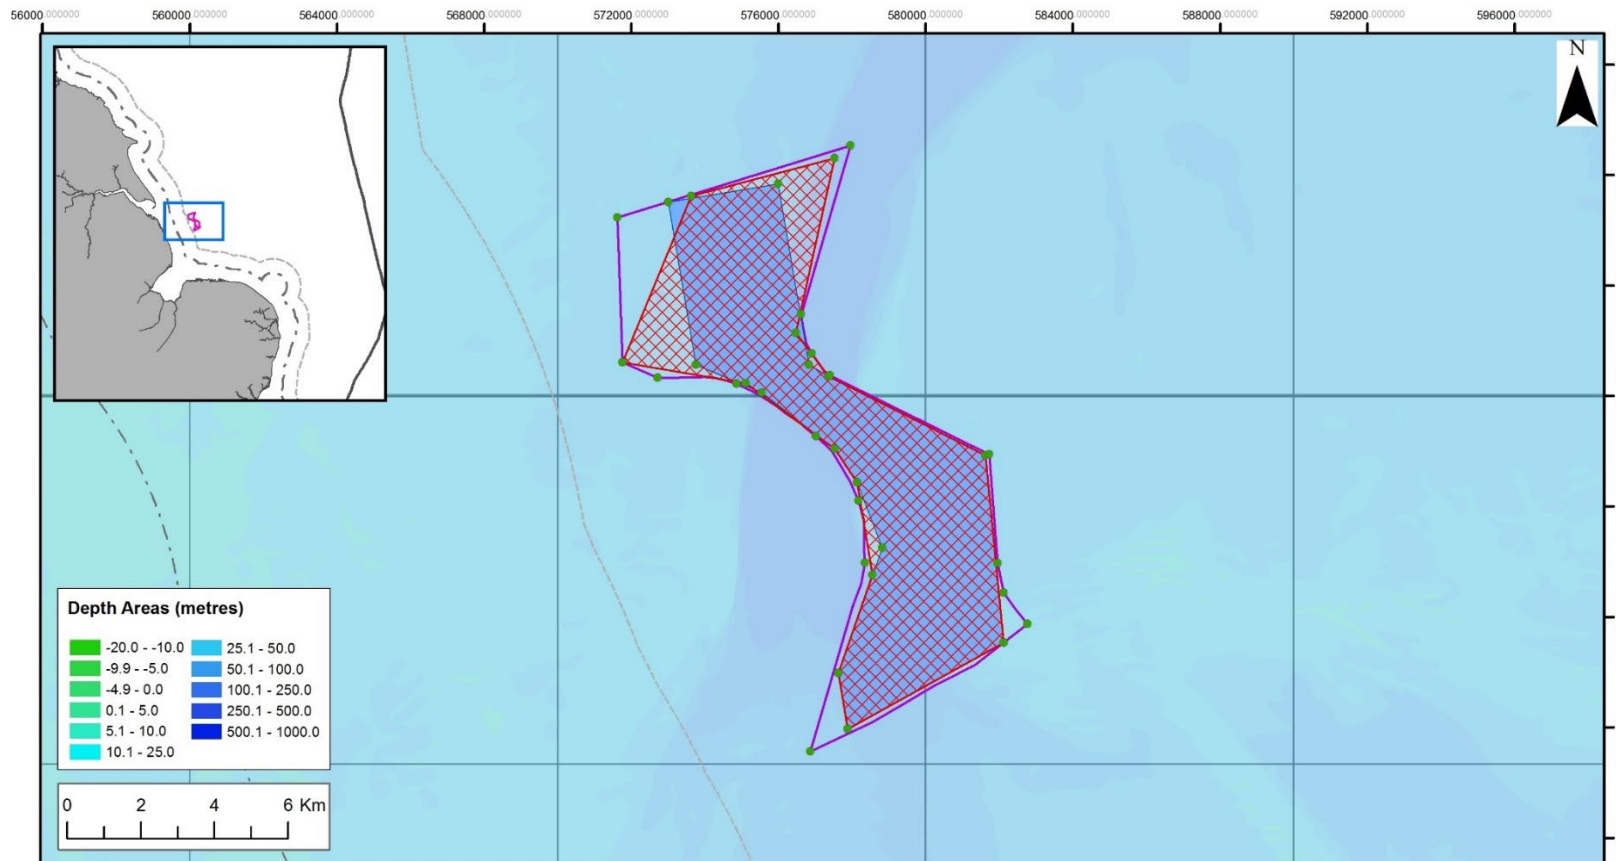 560000.000000 560000.000000 564000.000000 568000.000000 572000.000000 576000.000000 580000.000000 584000.000000 588000.000000 592000.000000 596000.000000
N
Depth Areas (metres)
-20.0 - -10.0 25.1 - 50.0
-9.9 - -5.0 50.1 - 100.0
-4.9 - 0.0 100.1 - 250.0
0.1 - 5.0 250.1 - 500.0
5.1 - 10.0 500.1 - 1000.0
10.1 - 25.0
0 2 4 6 Km